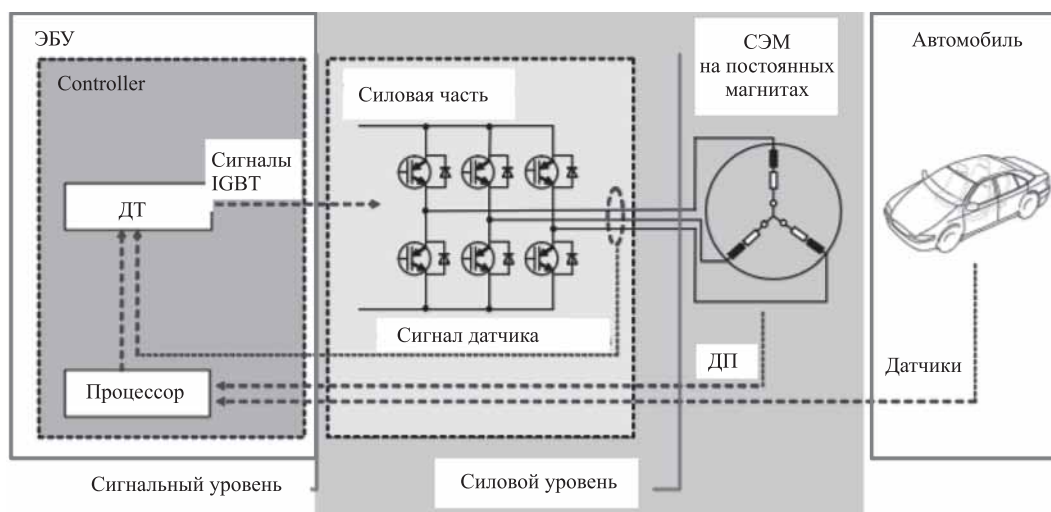 ЭБУ
Controller
Сигналы
IGBT
ДТ
Процессор
Силовая часть
Сигнал датчика
СЭМ
на постоянных
магнитах
ДП
Автомобиль
Датчики
Сигнальный уровень
Силовой уровень